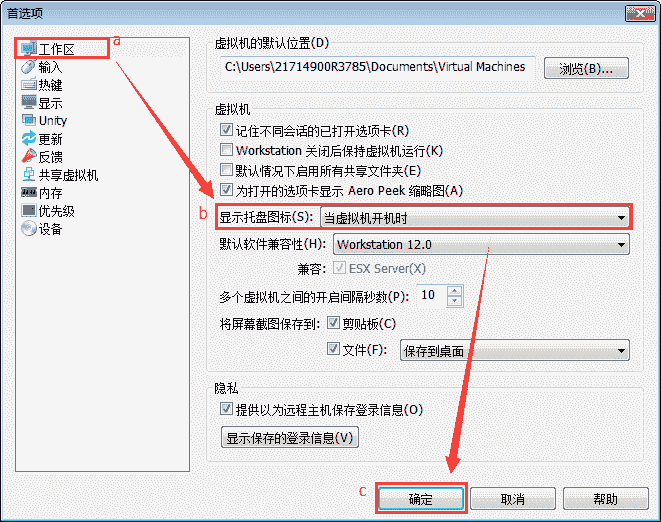 首选项
a
工作区
输入
热键
显示
Unity
更新
反馈
共享虚拟机
内存
优先级
设备
虚拟机的默认位置(D)
C:\Users\21714900R3785\Documents\Virtual Machines
浏览(B)...
虚拟机
记住不同会话的已打开选项卡(R)
Workstation 关闭后保持虚拟机运行(K)
默认情况下启用所有共享文件夹(E)
为打开的选项卡显示 Aero Peek 缩略图(A)
b
显示托盘图标(S): 当虚拟机开机时
默认软件兼容性(H): Workstation 12.0
兼容: ESX Server(X)
多个虚拟机之间的开启间隔秒数(P): 10
将屏幕截图保存到: 剪贴板(C)
文件(F): 保存到桌面
隐私
提供以为远程主机保存登录信息(O)
显示保存的登录信息(V)
c
确定 取消 帮助